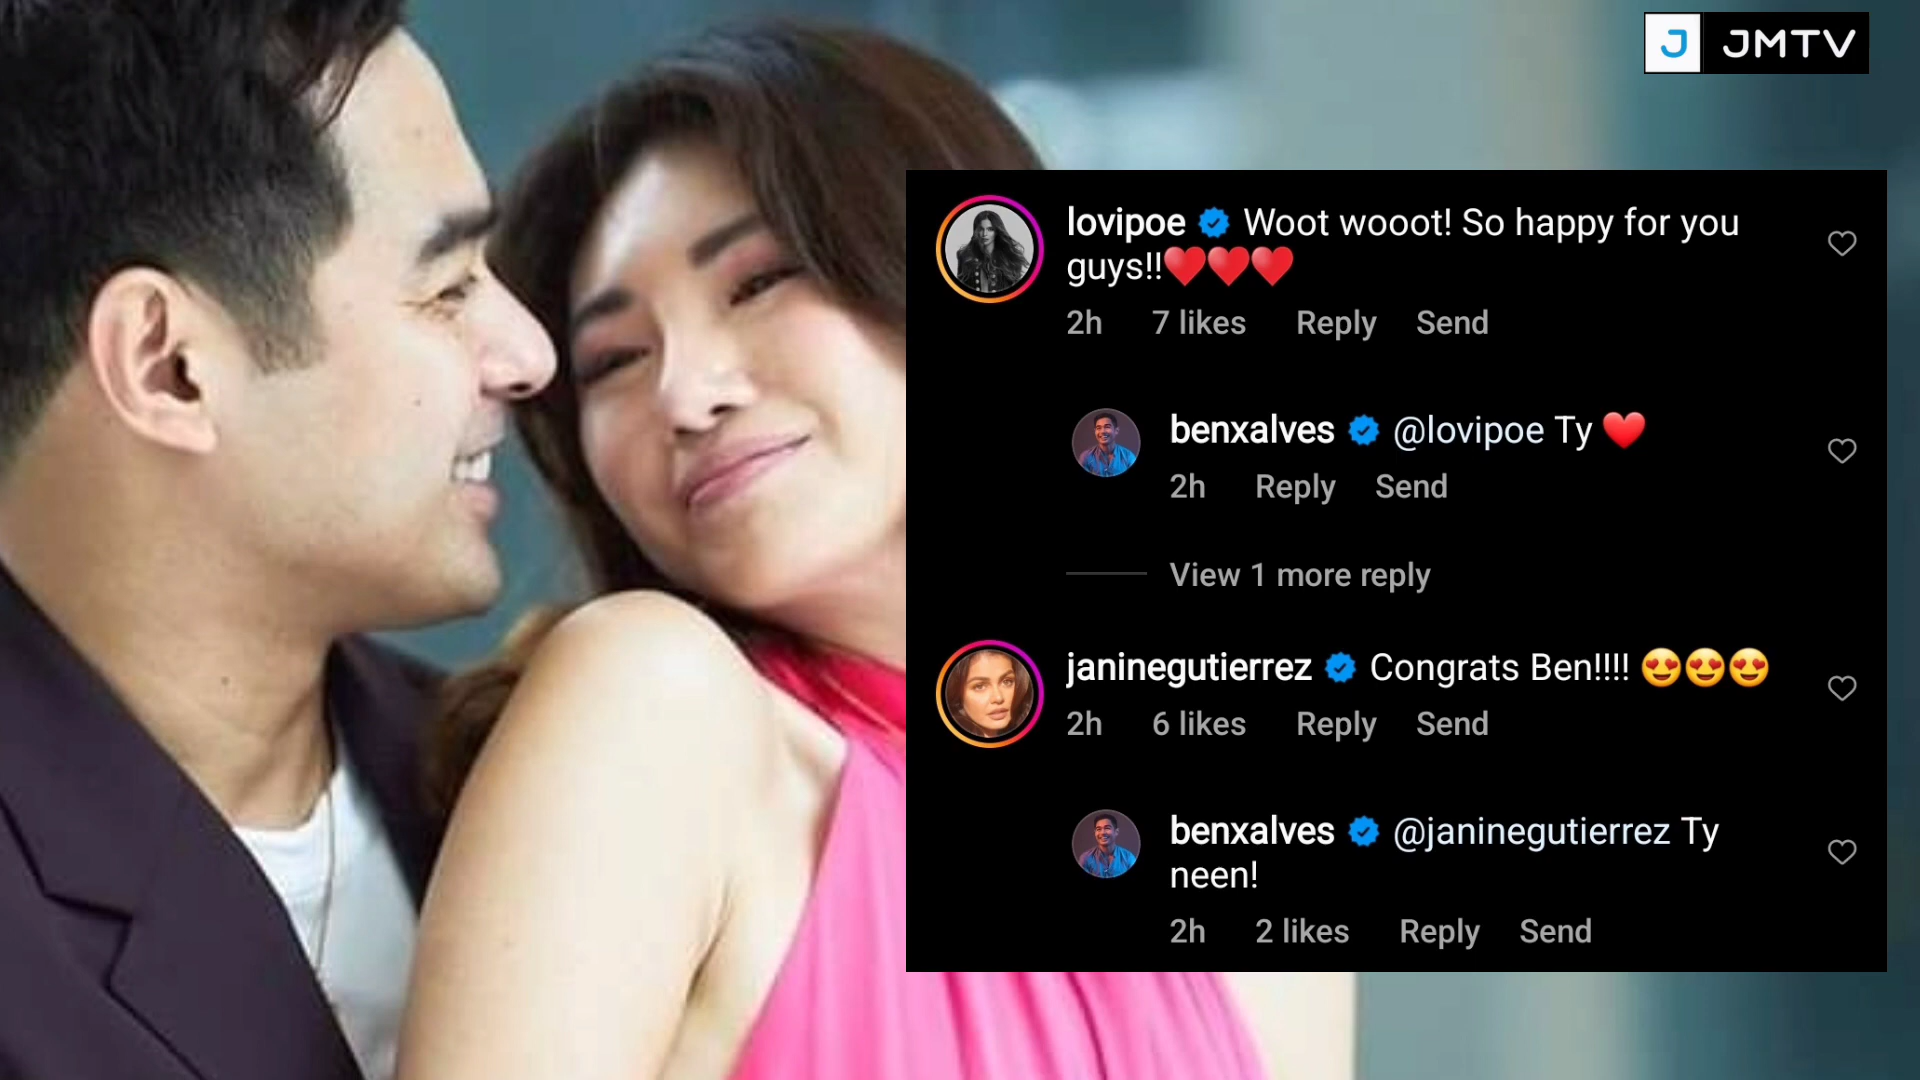 J JMTV
lovipoe Woot wooot! So happy for you
guys!!❤️❤️❤️
2h 7 likes Reply Send
benxalves @lovipoe Ty ❤️
2h Reply Send
View 1 more reply
janinegutierrez Congrats Ben!!!! 😍😍😍
2h 6 likes Reply Send
benxalves @janinegutierrez Ty
neen!
2h 2 likes Reply Send